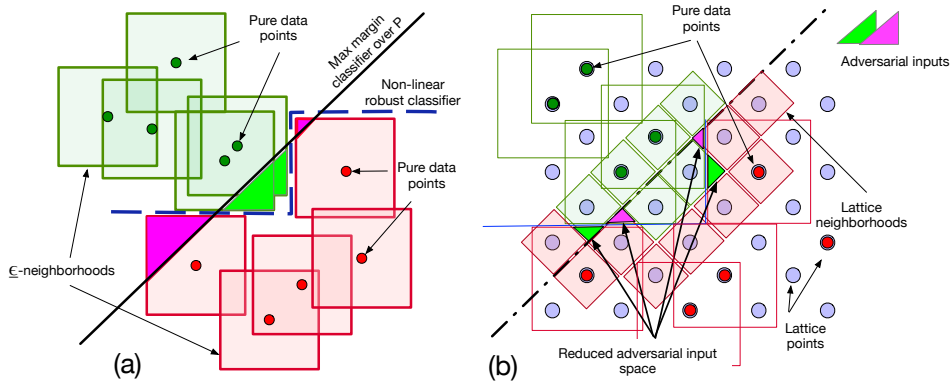 Pure data
points
Max margin
classifier over P
Non-linear
robust classifier
Pure data
points
ϵ-neighborhoods
(a)
Pure data
points
Adversarial inputs
Lattice
neighborhoods
Lattice
points
Reduced adversarial input
space
(b)